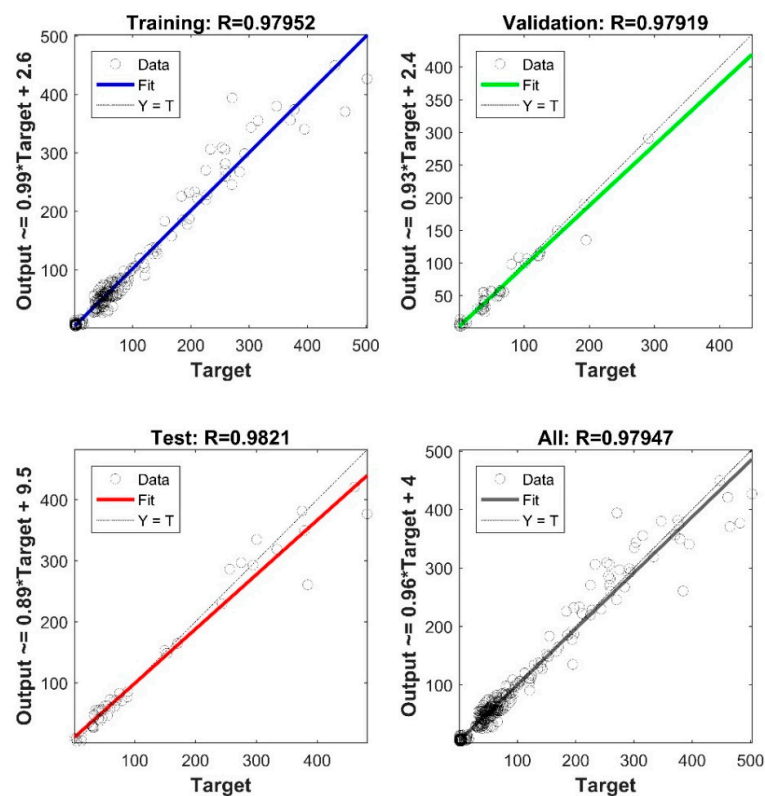 Training: R=0.97952
Output ~= 0.99*Target + 2.6
Data
Fit
Y = T
500
400
300
200
100
100 200 300 400 500
Target
Validation: R=0.97919
Output ~= 0.93*Target + 2.4
Data
Fit
Y = T
400
350
300
250
200
150
100
50
100 200 300 400
Target
Test: R=0.9821
Output ~= 0.89*Target + 9.5
Data
Fit
Y = T
400
300
200
100
100 200 300 400
Target
All: R=0.97947
Output ~= 0.96*Target + 4
Data
Fit
Y = T
500
400
300
200
100
100 200 300 400 500
Target